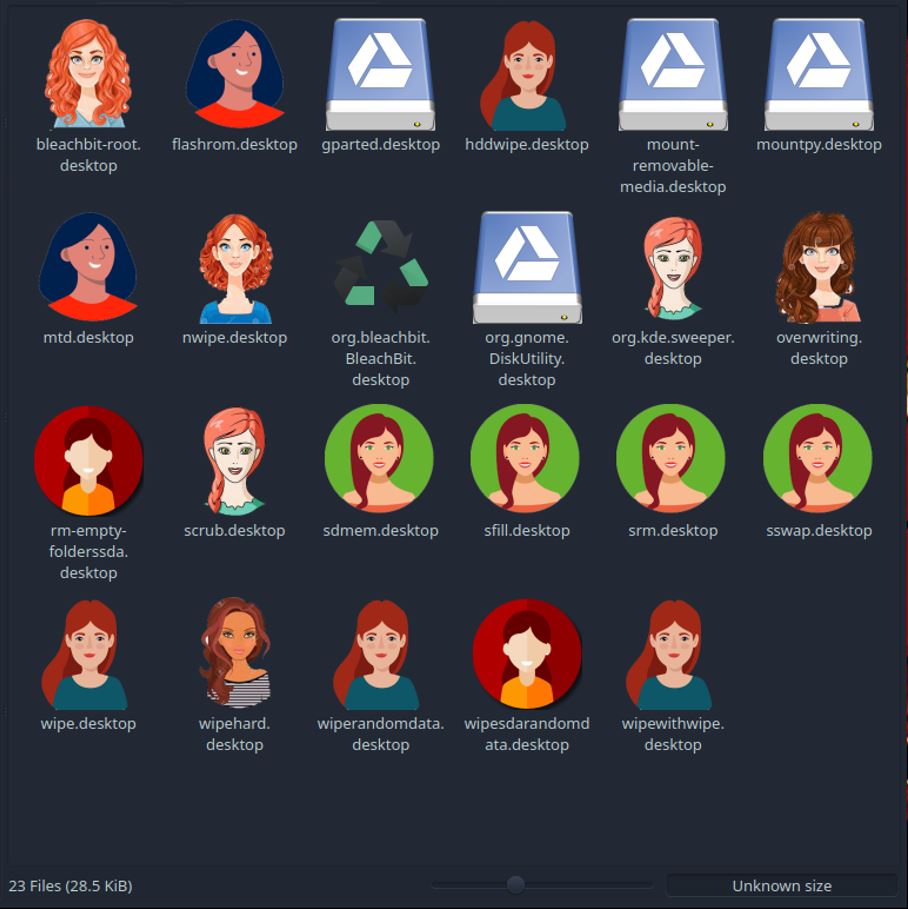 bleachbit-root.
desktop
flashrom.desktop
gparted.desktop
hddwipe.desktop
mount-
removable-
media.desktop
mountpy.desktop
mtd.desktop
nwipe.desktop
org.bleachbit.
BleachBit.
desktop
org.gnome.
DiskUtility.
desktop
org.kde.sweeper.
desktop
overwriting.
desktop
rm-empty-
folderssda.
desktop
scrub.desktop
sdmem.desktop
sfill.desktop
srm.desktop
sswap.desktop
wipe.desktop
wipehard.
desktop
wiperandomdata.
desktop
wipesdarandomd
ata.desktop
wipewithwipe.
desktop
23 Files (28.5 KiB)
Unknown size